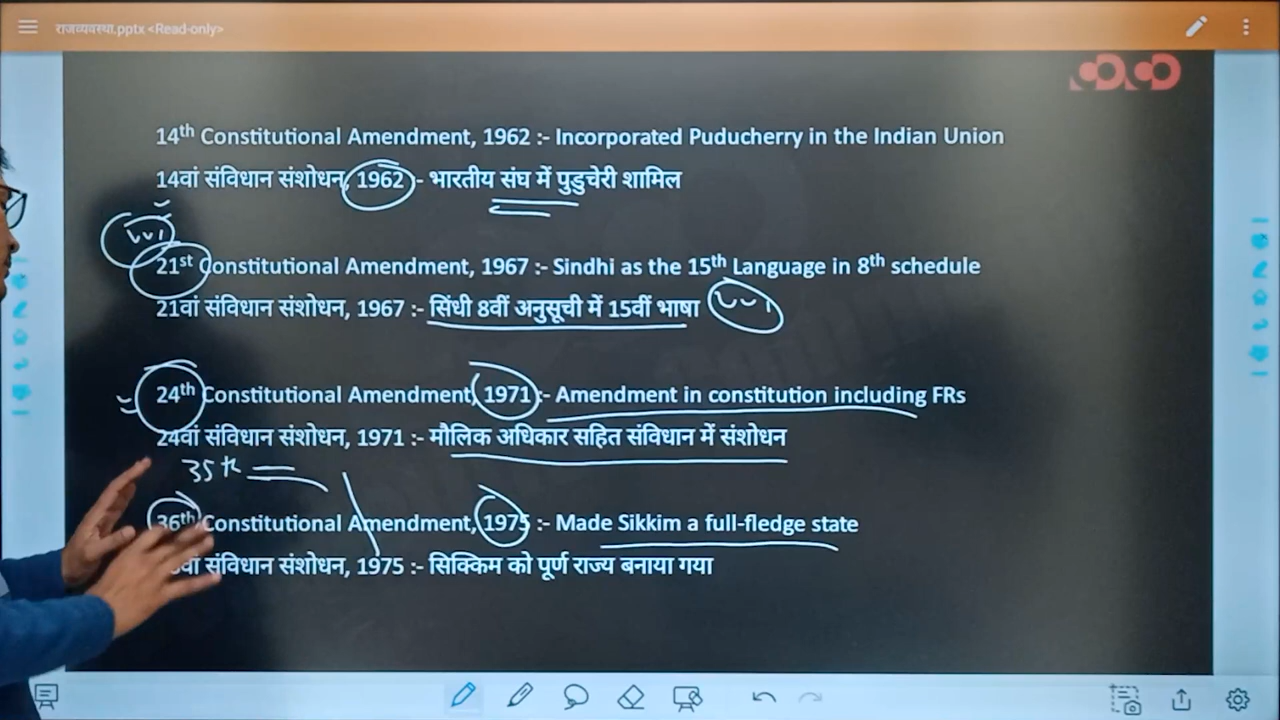 राजव्यवस्था.pptx <Read-only>
14th Constitutional Amendment, 1962 :- Incorporated Puducherry in the Indian Union
14वां संविधान संशोधन, 1962 :- भारतीय संघ में पुडुचेरी शामिल
21st Constitutional Amendment, 1967 :- Sindhi as the 15th Language in 8th schedule
21वां संविधान संशोधन, 1967 :- सिंधी 8वीं अनुसूची में 15वीं भाषा
24th Constitutional Amendment, 1971 :- Amendment in constitution including FRs
24वां संविधान संशोधन, 1971 :- मौलिक अधिकार सहित संविधान में संशोधन
35th
36th Constitutional Amendment, 1975 :- Made Sikkim a full-fledge state
वां संविधान संशोधन, 1975 :- सिक्किम को पूर्ण राज्य बनाया गया